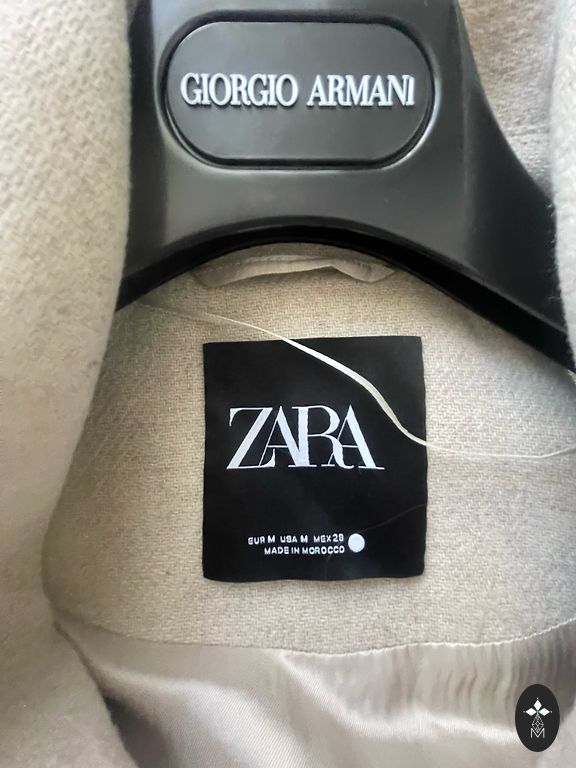 GIORGIO ARMANI
ZARA
EUR M USA M MEX 28
MADE IN MOROCCO
M